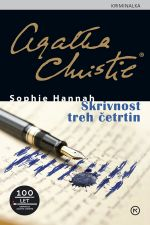 KRIMINALKA
Agatha
Christie®
Sophie Hannah
Skrivnost
treh četrtin
100
LET